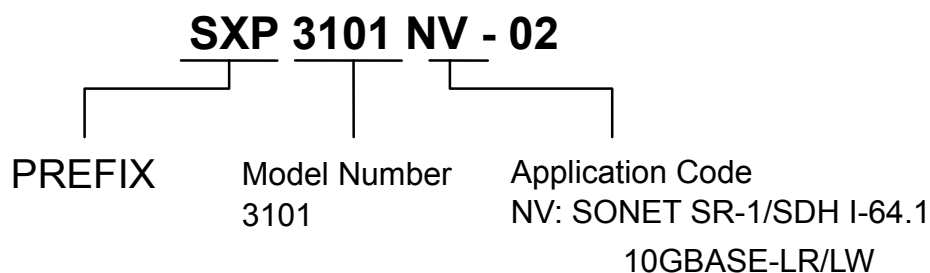 SXP 3101 NV - 02
PREFIX
Model Number
3101
Application Code
NV: SONET SR-1/SDH I-64.1
10GBASE-LR/LW